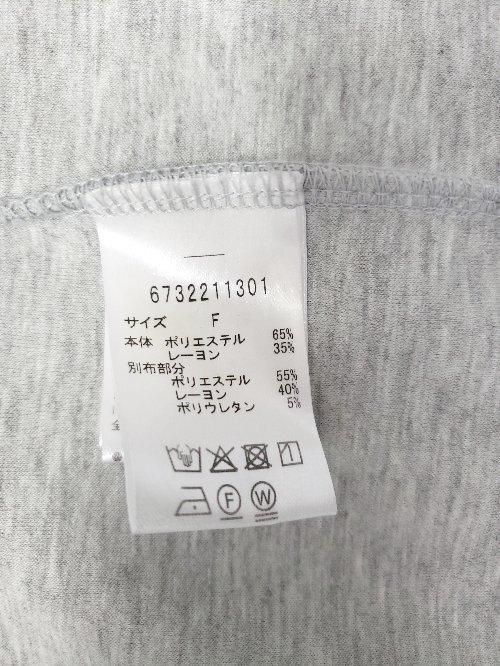 6732211301
サイズ F
本体 ポリエステル 65%
レーヨン 35%
別布部分
ポリエステル 55%
レーヨン 40%
ポリウレタン 5%
F W